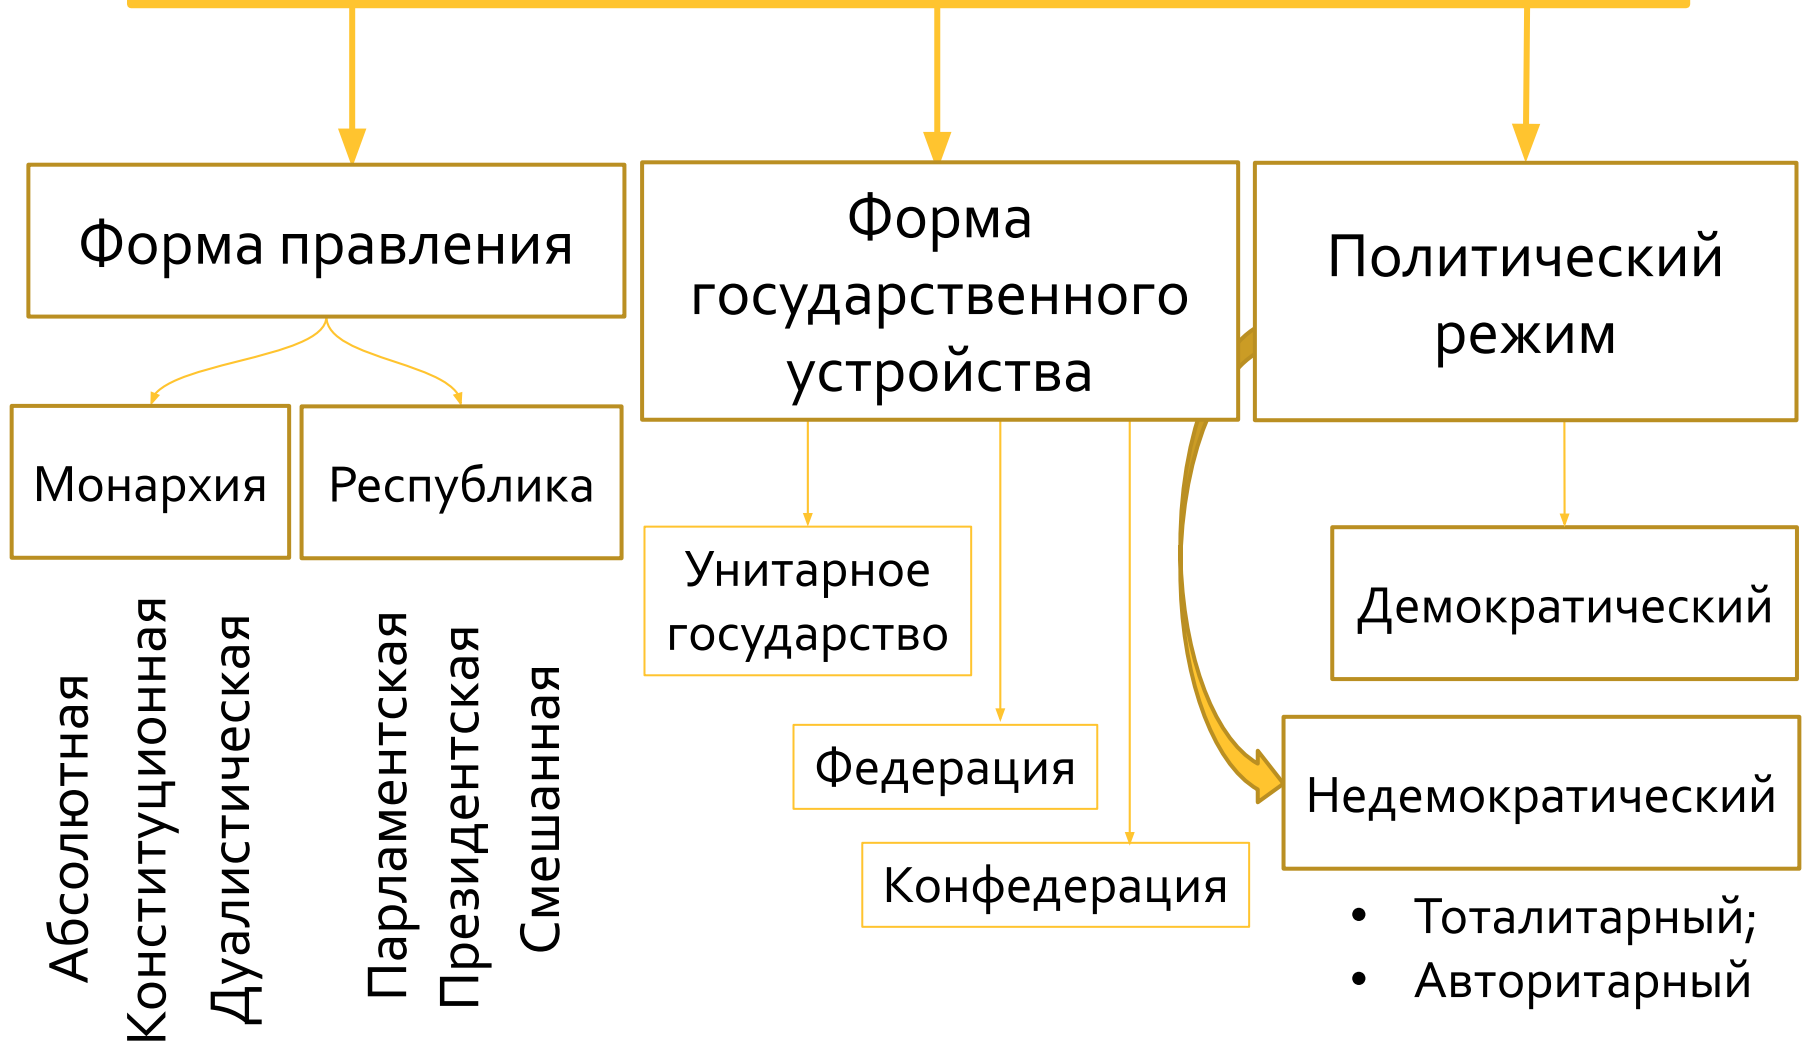 Форма правления
Форма
государственного
устройства
Политический
режим
Монархия
Республика
Абсолютная
Конституционная
Дуалистическая
Парламентская
Президентская
Смешанная
Унитарное
государство
Федерация
Конфедерация
Демократический
Недемократический
• Тоталитарный;
• Авторитарный